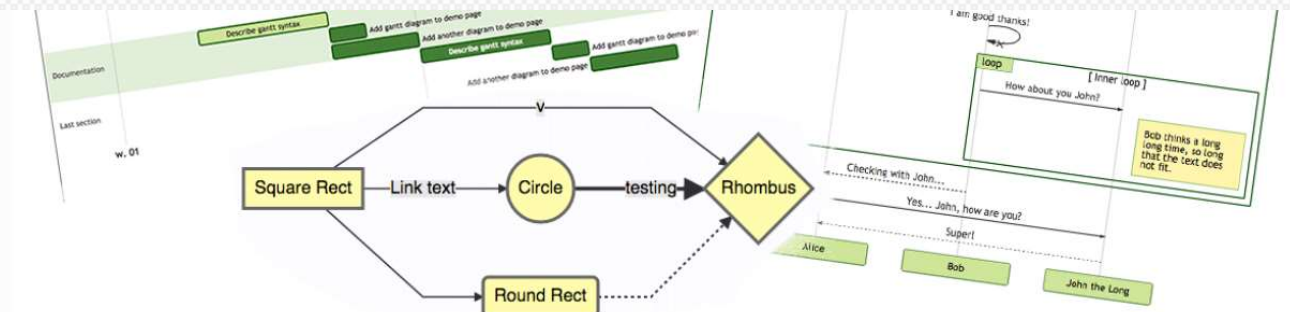 Describe gantt syntax
Add gantt diagram to demo page
Add another diagram to demo page
Describe gantt syntax
Add gantt diagram to demo
Add another diagram to demo page
Documentation
Last section
w. 01
V
Square Rect
Link text
Circle
testing
Rhombus
Round Rect
I am good thanks!
loop
[ Inner loop ]
How about you John?
Bob thinks a long
long time, so long
that the text does
not fit.
Checking with John...
Yes... John, how are you?
Super!
Alice
Bob
John the Long